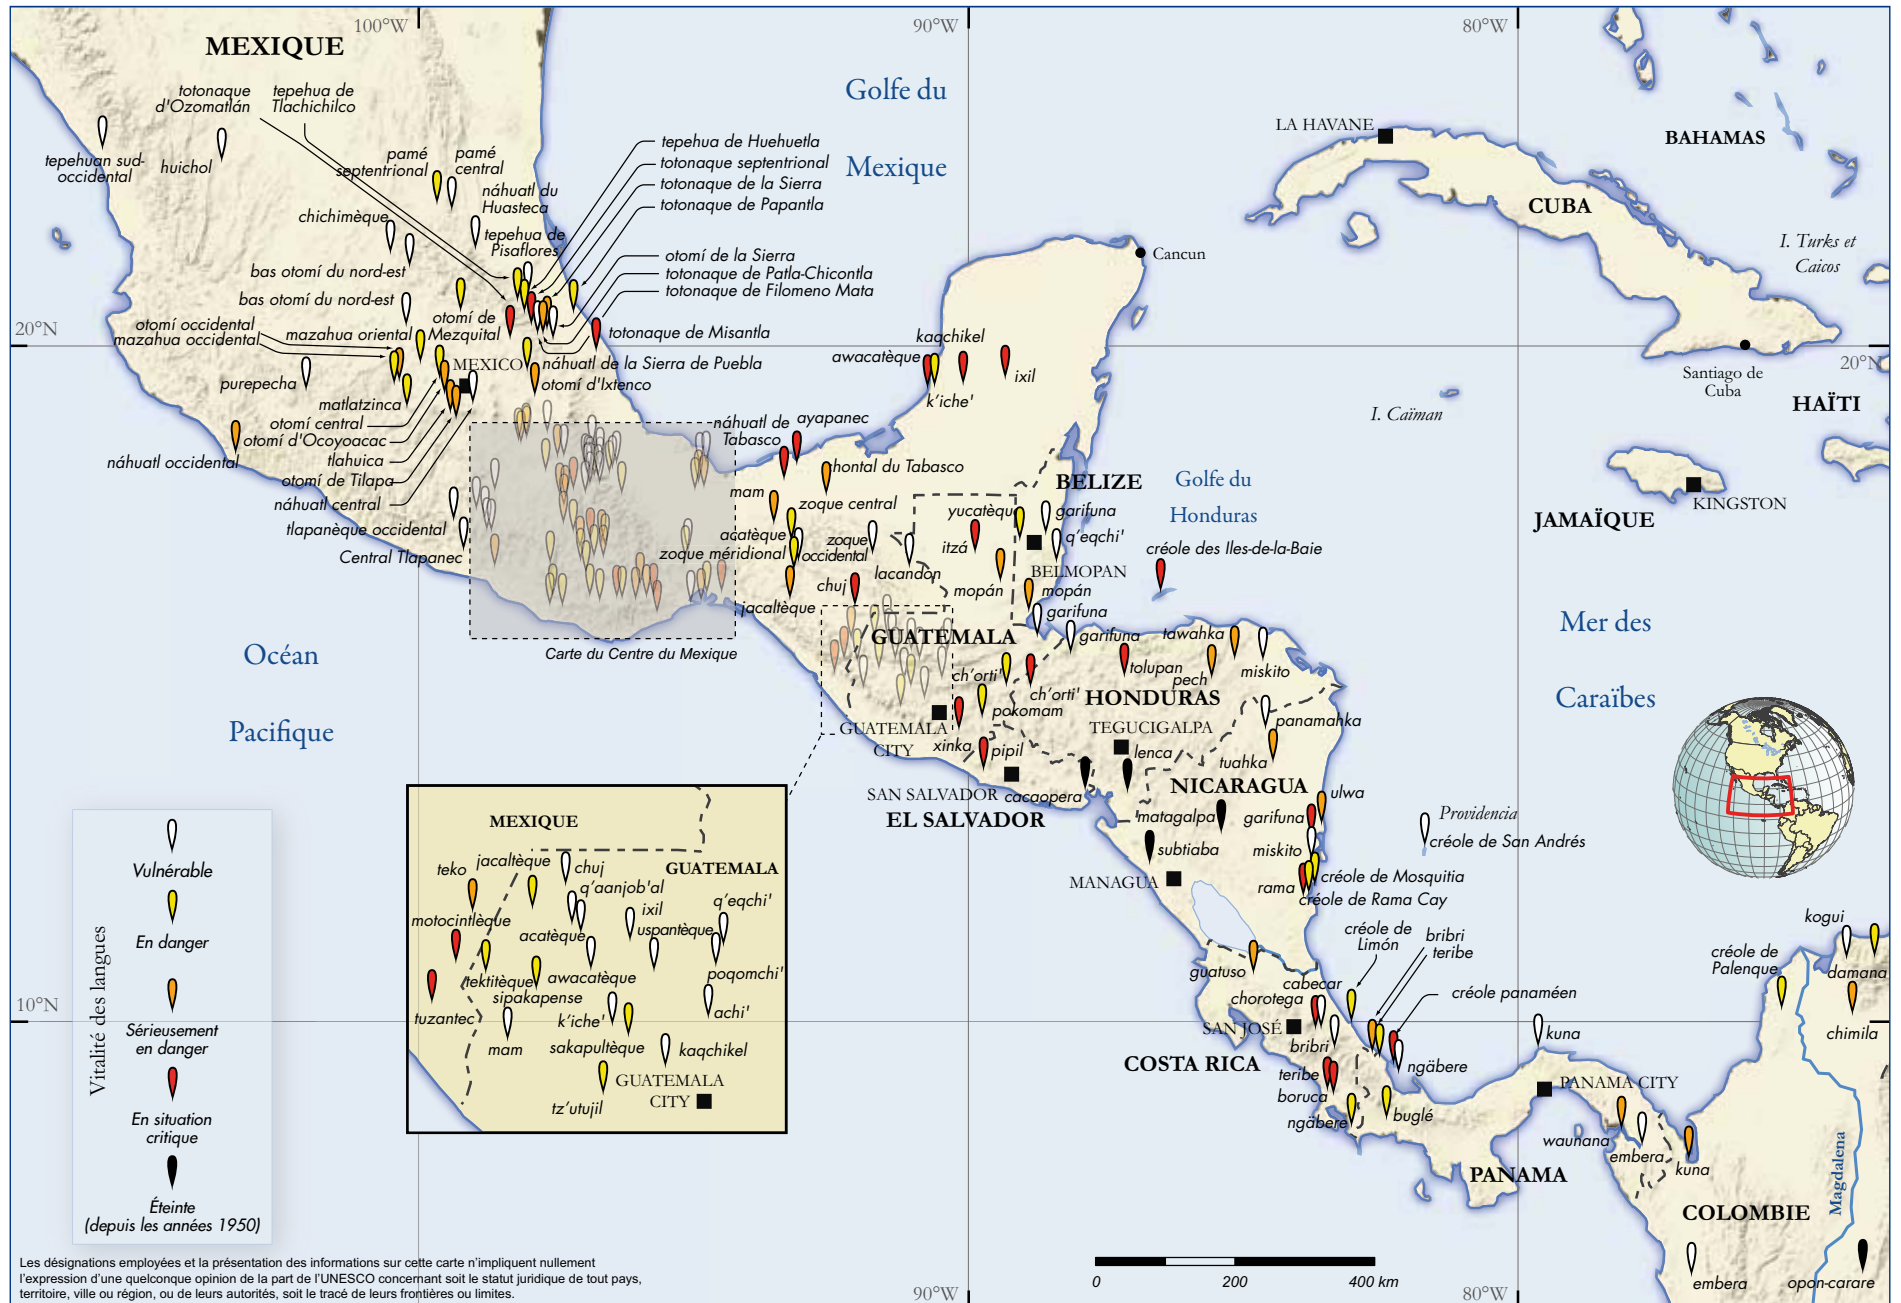 100°W
90°W
80°W
MEXIQUE
totonaque
d'Ozomatlán
tepehua de
Tlachichilco
tepehuan sud-
occidental
huichol
pamé
septentrional
pamé
central
náhuatl du
Huasteca
chichimèque
tepehua de
Pisaflores
bas otomí du nord-est
bas otomí du nord-est
tepehua de Huehuetla
totonaque septentrional
totonaque de la Sierra
totonaque de Papantla
otomí de la Sierra
totonaque de Patla-Chicontla
totonaque de Filomeno Mata
totonaque de Misantla
otomí de
Mezquital
20°N
otomí occidental
mazahua occidental
mazahua oriental
MEXICO
náhuatl de la Sierra de Puebla
otomí d'Ixtenco
purepecha
matlatzinca
otomí central
otomí d'Ocoyoacac
tlahuica
otomi de Tilapa
náhuatl central
náhuatl occidental
tlapanèque occidental
Central Tlapanec
Carte du Centre du Mexique
Golfe du
Mexique
LA HAVANE
BAHAMAS
CUBA
I. Turks et
Caicos
Cancun
kaqchikel
awacatèque
k'iche'
ixil
Santiago de
Cuba
20°N
HAÏTI
I. Caïman
JAMAÏQUE
KINGSTON
náhuatl de
Tabasco
ayapanec
chontal du Tabasco
mam
zoque central
acatèque
zoque méridional
zoque
occidental
jacaltèque
chuj
lacandon
yucatèque
itzá
mopán
BELIZE
garifuna
q'eqchi'
BELMOPAN
mopán
garifuna
Golfe du
Honduras
créole des Iles-de-la-Baie
GUATEMALA
garifuna
tawahka
tolupan
pech
miskito
ch'orti'
ch'orti'
pokomam
HONDURAS
TEGUCIGALPA
panamahka
tuahka
GUATEMALA
CITY
xinka
pipil
lenca
SAN SALVADOR
cacaopera
EL SALVADOR
NICARAGUA
matagalpa
subtiaba
MANAGUA
ulwa
garifuna
miskito
rama
créole de Mosquitia
créole de Rama Cay
Providencia
créole de San Andrés
Mer des
Caraïbes
Océan
Pacifique
guatuso
cabecar
chorotega
SAN JOSÉ
bribri
COSTA RICA
teribe
boruca
ngäbere
créole de
Limón
bribri
teribe
créole panaméen
ngäbere
buglé
kuna
PANAMA CITY
waunana
embera
kuna
PANAMA
créole de
Palenque
kogui
damana
chimila
Magdalena
COLOMBIE
embera
opon-carare
MEXIQUE
GUATEMALA
teko
jacaltèque
chuj
q'aanjob'al
ixil
q'eqchi'
motocintlèque
acatèque
uspantèque
tektitèque
awacatèque
poqomchi'
sipakapense
tuzantec
k'iche'
achi'
mam
sakapultèque
kaqchikel
tz'utujil
GUATEMALA
CITY
10°N
Vitalité des langues
Vulnérable
En danger
Sérieusement
en danger
En situation
critique
Éteinte
(depuis les années 1950)
Les désignations employées et la présentation des informations sur cette carte n'impliquent nullement
l'expression d'une quelconque opinion de la part de l'UNESCO concernant soit le statut juridique de tout pays,
territoire, ville ou région, ou de leurs autorités, soit le tracé de leurs frontières ou limites.
0
200
400 km
90°W
80°W